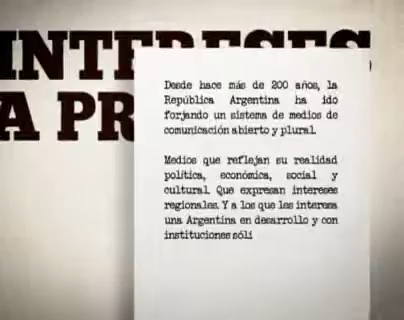 INTERESES
A PR
Desde hace más de 200 años, la
República Argentina ha ido
forjando un sistema de medios de
comunicación abierto y plural.
Medios que reflejan su realidad
política, económica, social y
cultural. Que expresan intereses
regionales. Y a los que les interesa
una Argentina en desarrollo y con
instituciones sóli